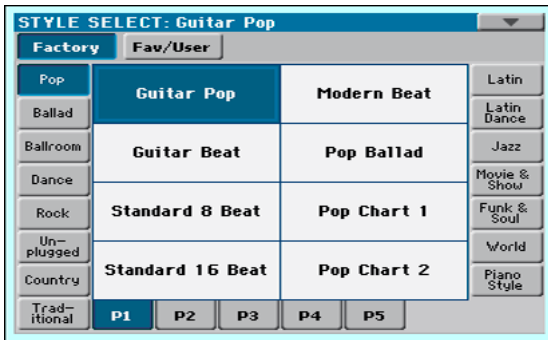 STYLE SELECT: Guitar Pop
Factory
Fav/User
Pop
Ballad
Ballroom
Dance
Rock
Un-
plugged
Country
Trad-
itional
Guitar Pop
Modern Beat
Guitar Beat
Pop Ballad
Standard 8 Beat
Pop Chart 1
Standard 16 Beat
Pop Chart 2
Latin
Latin
Dance
Jazz
Movie &
Show
Funk &
Soul
World
Piano
Style
P1
P2
P3
P4
P5